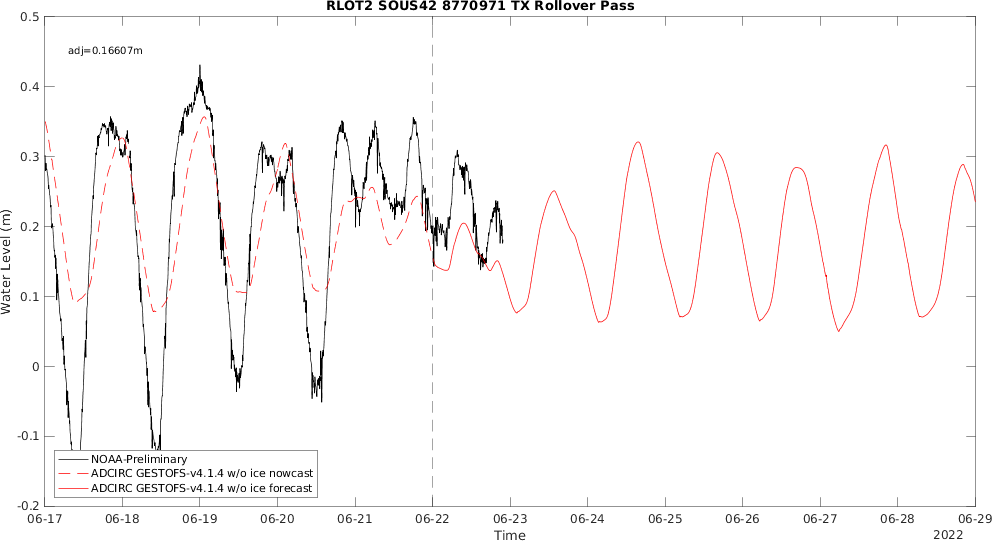 RLOT2 SOUS42 8770971 TX Rollover Pass
adj=0.16607m
0.5
0.4
0.3
0.2
0.1
0
-0.1
-0.2
Water Level (m)
NOAA-Preliminary
ADCIRC GESTOFS-v4.1.4 w/o ice nowcast
ADCIRC GESTOFS-v4.1.4 w/o ice forecast
06-17 06-18 06-19 06-20 06-21 06-22 06-23 06-24 06-25 06-26 06-27 06-28 06-29
Time
2022